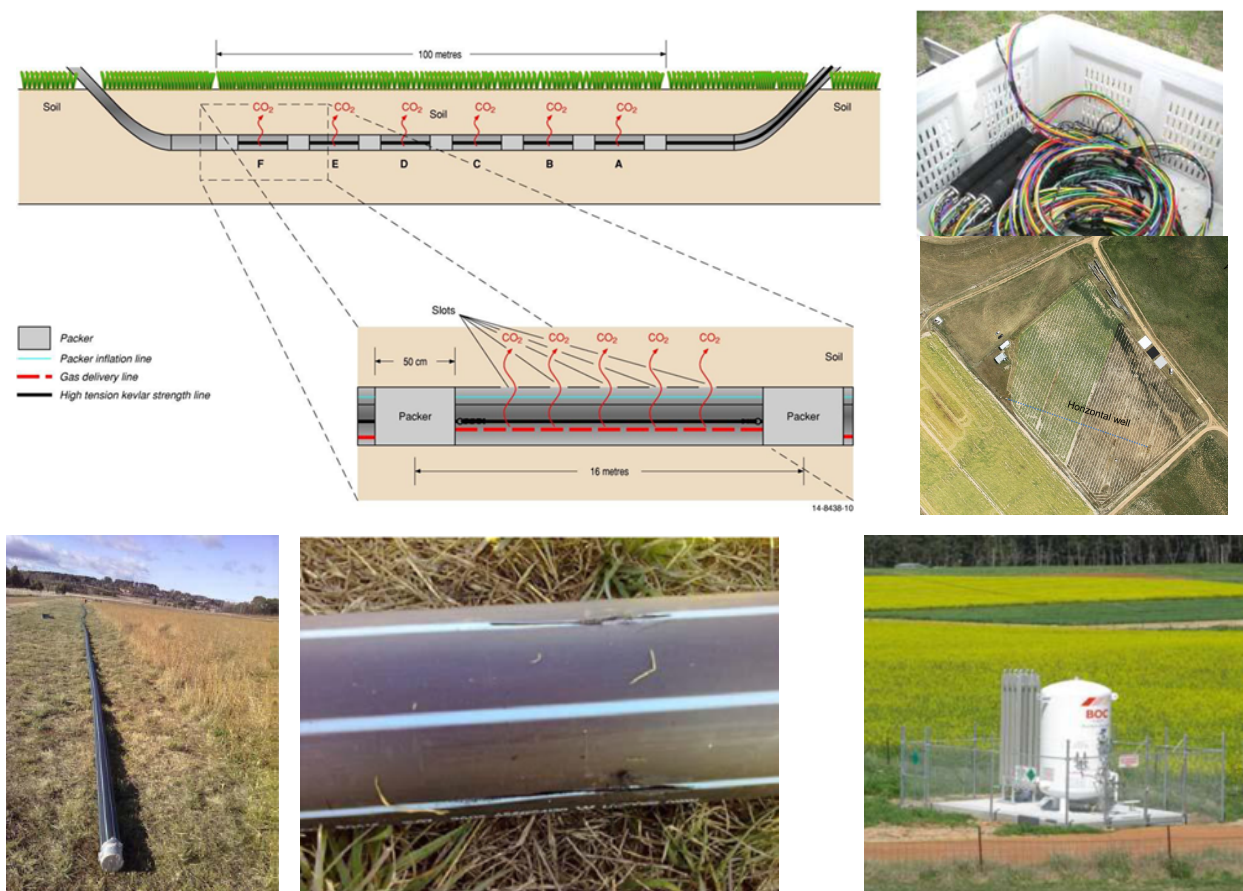 100 metres
Soil
Soil
CO2 CO2 CO2 CO2 CO2 CO2
Soil
F E D C B A
Slots
CO2 CO2 CO2 CO2 CO2
Soil
50 cm
Packer
Packer inflation line
Gas delivery line
High tension kevlar strength line
Packer
Packer
16 metres
14-8438-10
Horizontal well
BOC